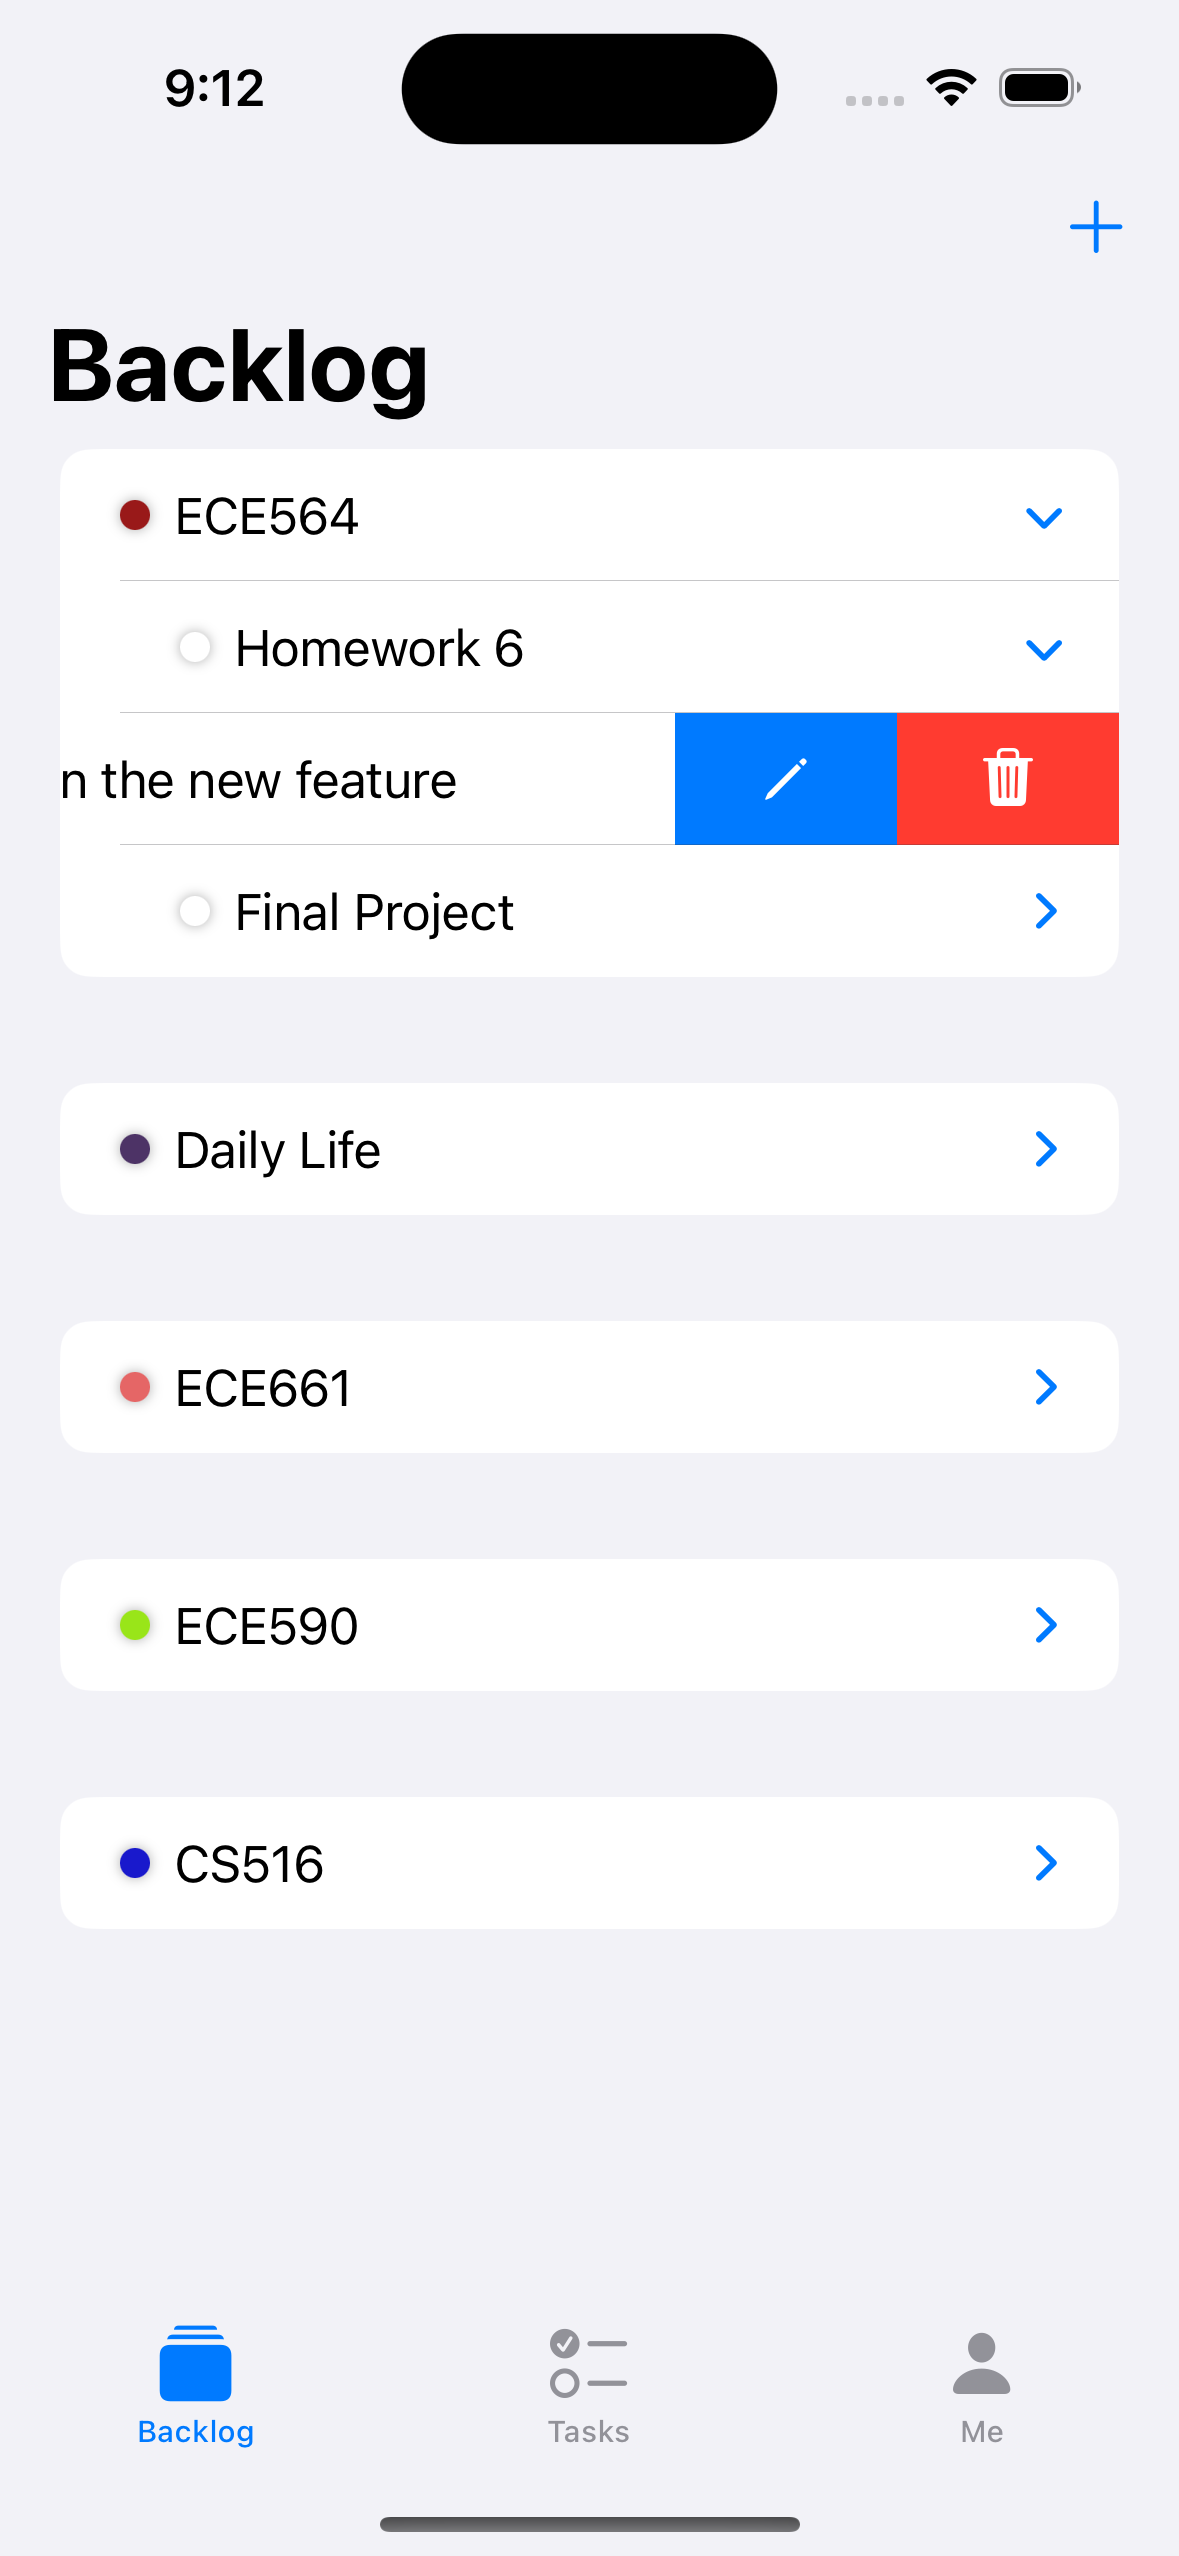 9:12
Backlog
ECE564
Homework 6
n the new feature
Final Project
Daily Life
ECE661
ECE590
CS516
Backlog
Tasks
Me